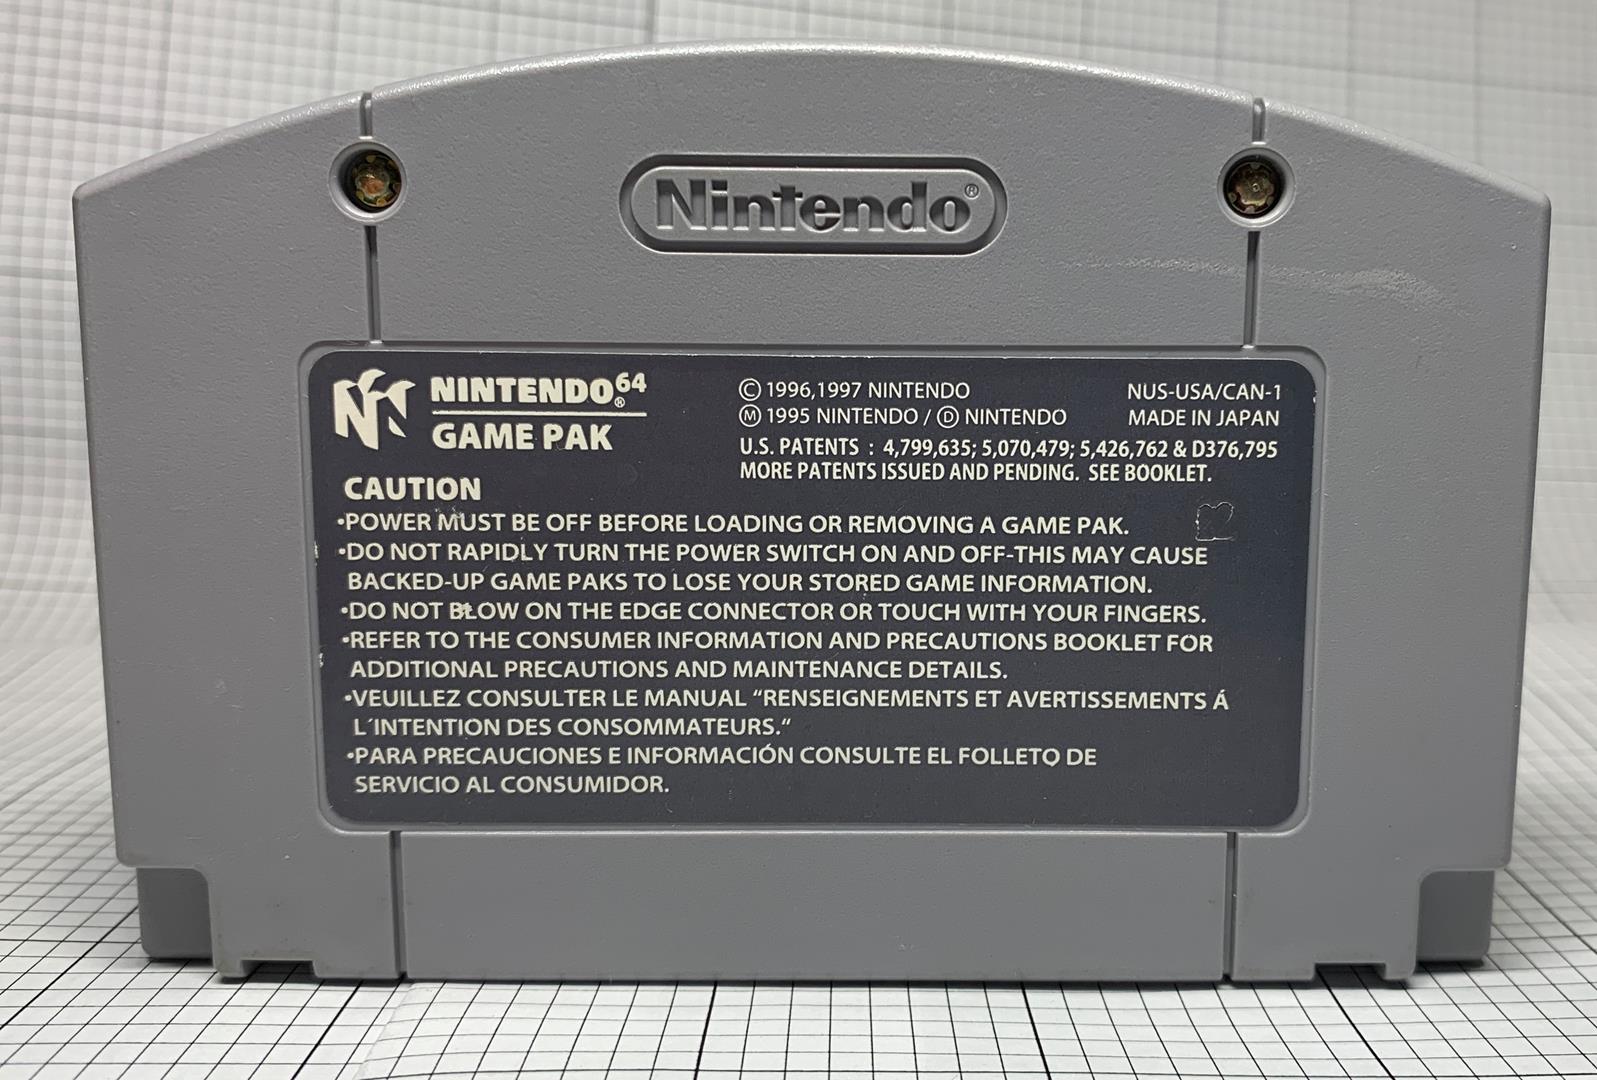 Nintendo®
NINTENDO⁶⁴®
GAME PAK
Ⓒ 1996,1997 NINTENDO
Ⓜ 1995 NINTENDO / Ⓓ NINTENDO
NUS-USA/CAN-1
MADE IN JAPAN
U.S. PATENTS : 4,799,635; 5,070,479; 5,426,762 & D376,795
MORE PATENTS ISSUED AND PENDING. SEE BOOKLET.
CAUTION
•POWER MUST BE OFF BEFORE LOADING OR REMOVING A GAME PAK.
•DO NOT RAPIDLY TURN THE POWER SWITCH ON AND OFF-THIS MAY CAUSE
BACKED-UP GAME PAKS TO LOSE YOUR STORED GAME INFORMATION.
•DO NOT BLOW ON THE EDGE CONNECTOR OR TOUCH WITH YOUR FINGERS.
•REFER TO THE CONSUMER INFORMATION AND PRECAUTIONS BOOKLET FOR
ADDITIONAL PRECAUTIONS AND MAINTENANCE DETAILS.
•VEUILLEZ CONSULTER LE MANUAL “RENSEIGNEMENTS ET AVERTISSEMENTS Á
L´INTENTION DES CONSOMMATEURS.“
•PARA PRECAUCIONES E INFORMACIÓN CONSULTE EL FOLLETO DE
SERVICIO AL CONSUMIDOR.